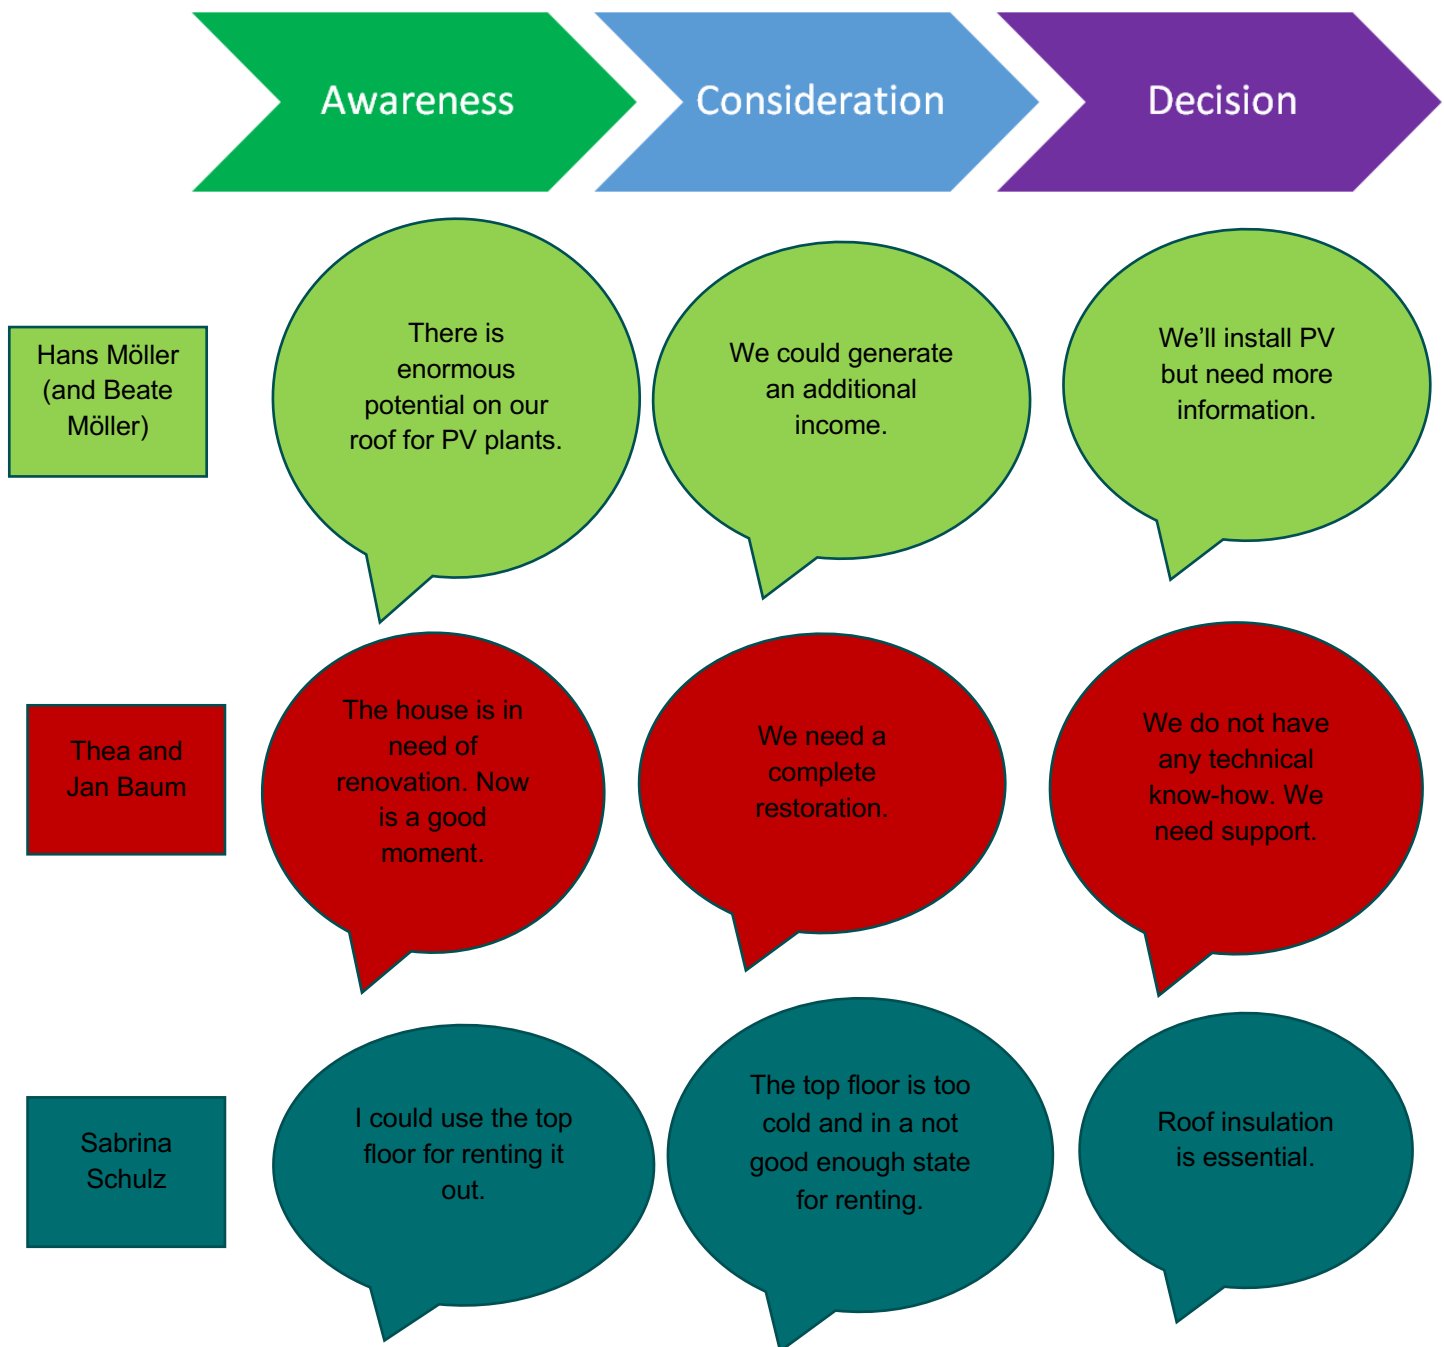 Awareness
Consideration
Decision
Hans Möller
(and Beate
Möller)
There is
enormous
potential on our
roof for PV plants.
We could generate
an additional
income.
We’ll install PV
but need more
information.
Thea and
Jan Baum
The house is in
need of
renovation. Now
is a good
moment.
We need a
complete
restoration.
We do not have
any technical
know-how. We
need support.
Sabrina
Schulz
I could use the top
floor for renting it
out.
The top floor is too
cold and in a not
good enough state
for renting.
Roof insulation
is essential.